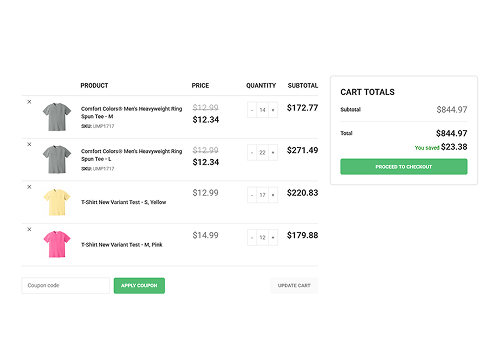 PRODUCT PRICE QUANTITY SUBTOTAL
× Comfort Colors® Men's Heavyweight Ring
Spun Tee - M
SKU: UMP1717
$12.99
$12.34
- 14 +
$172.77
× Comfort Colors® Men's Heavyweight Ring
Spun Tee - L
SKU: UMP1717
$12.99
$12.34
- 22 +
$271.49
× T-Shirt New Variant Test - S, Yellow
$12.99
- 17 +
$220.83
× T-Shirt New Variant Test - M, Pink
$14.99
- 12 +
$179.88
Coupon code APPLY COUPON UPDATE CART
CART TOTALS
Subtotal $844.97
Total $844.97
You saved $23.38
PROCEED TO CHECKOUT